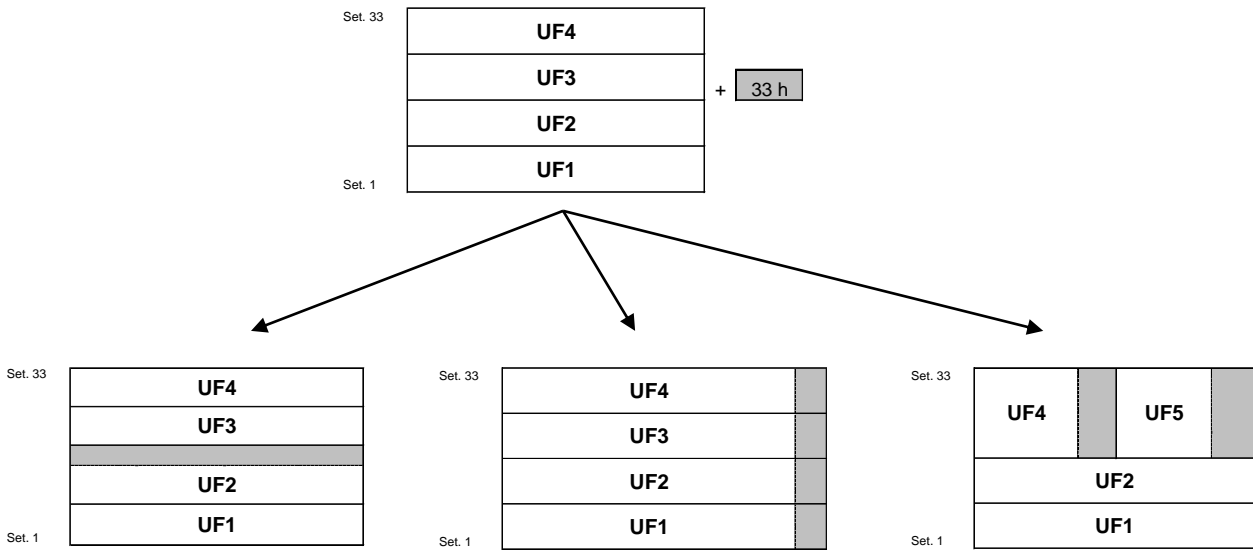 Set. 33
UF4
UF3
+ 33 h
UF2
UF1
Set. 1
Set. 33
UF4
UF3
UF2
UF1
Set. 1
Set. 33
UF4
UF3
UF2
UF1
Set. 1
Set. 33
UF4 UF5
UF2
UF1
Set. 1